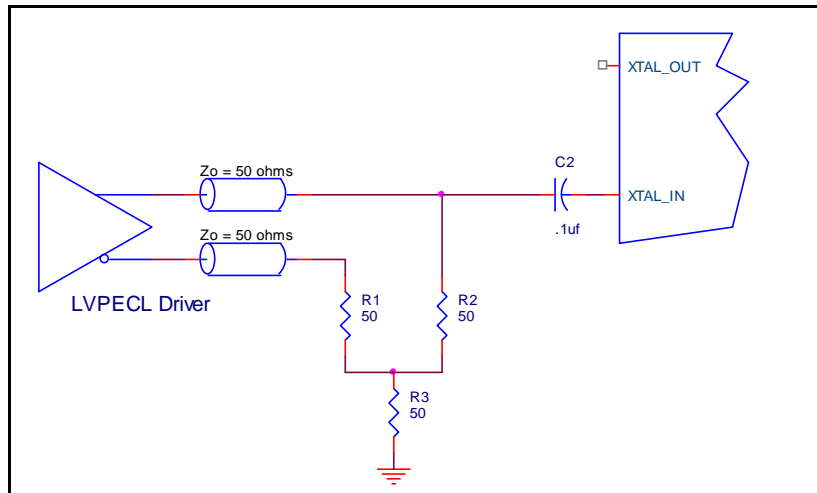 XTAL_OUT
Zo = 50 ohms
C2
XTAL_IN
.1uf
Zo = 50 ohms
LVPECL Driver
R1
50
R2
50
R3
50